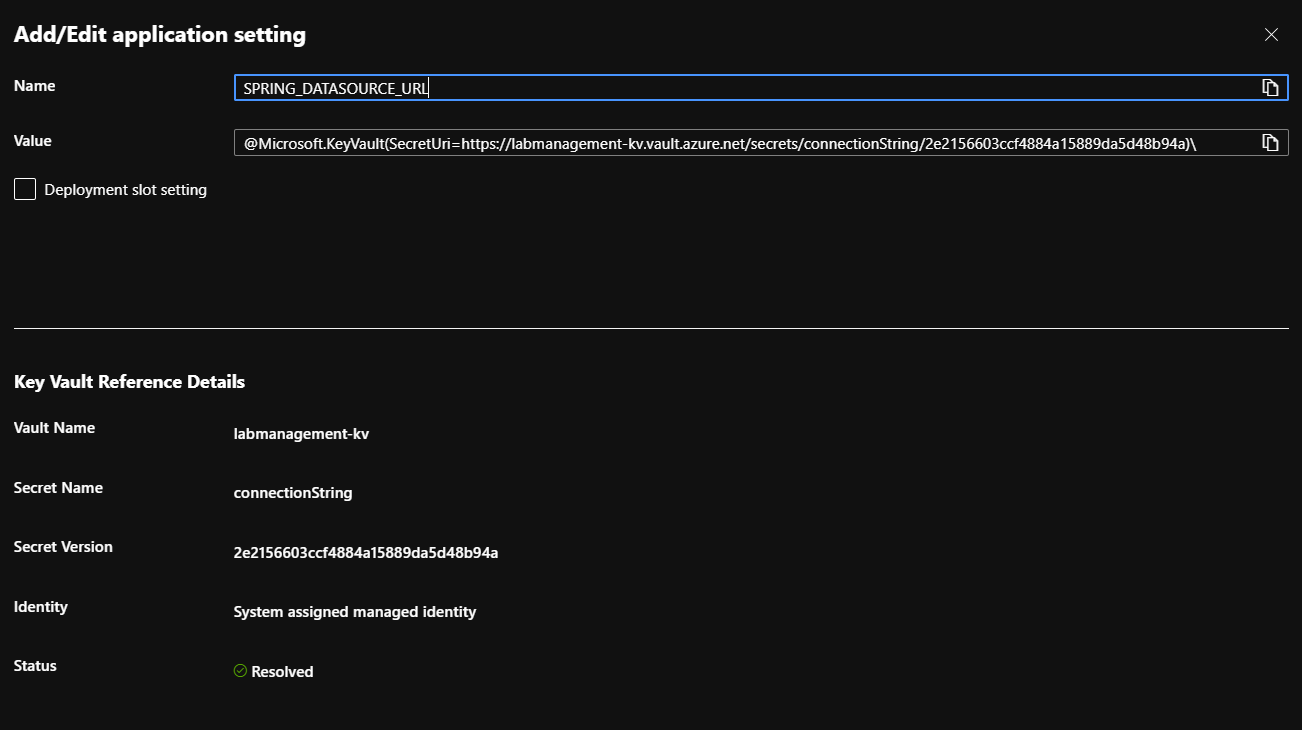 Add/Edit application setting
Name
SPRING_DATASOURCE_URL
Value
@Microsoft.KeyVault(SecretUri=https://labmanagement-kv.vault.azure.net/secrets/connectionString/2e2156603ccf4884a15889da5d48b94a)\
Deployment slot setting
Key Vault Reference Details
Vault Name
labmanagement-kv
Secret Name
connectionString
Secret Version
2e2156603ccf4884a15889da5d48b94a
Identity
System assigned managed identity
Status
Resolved